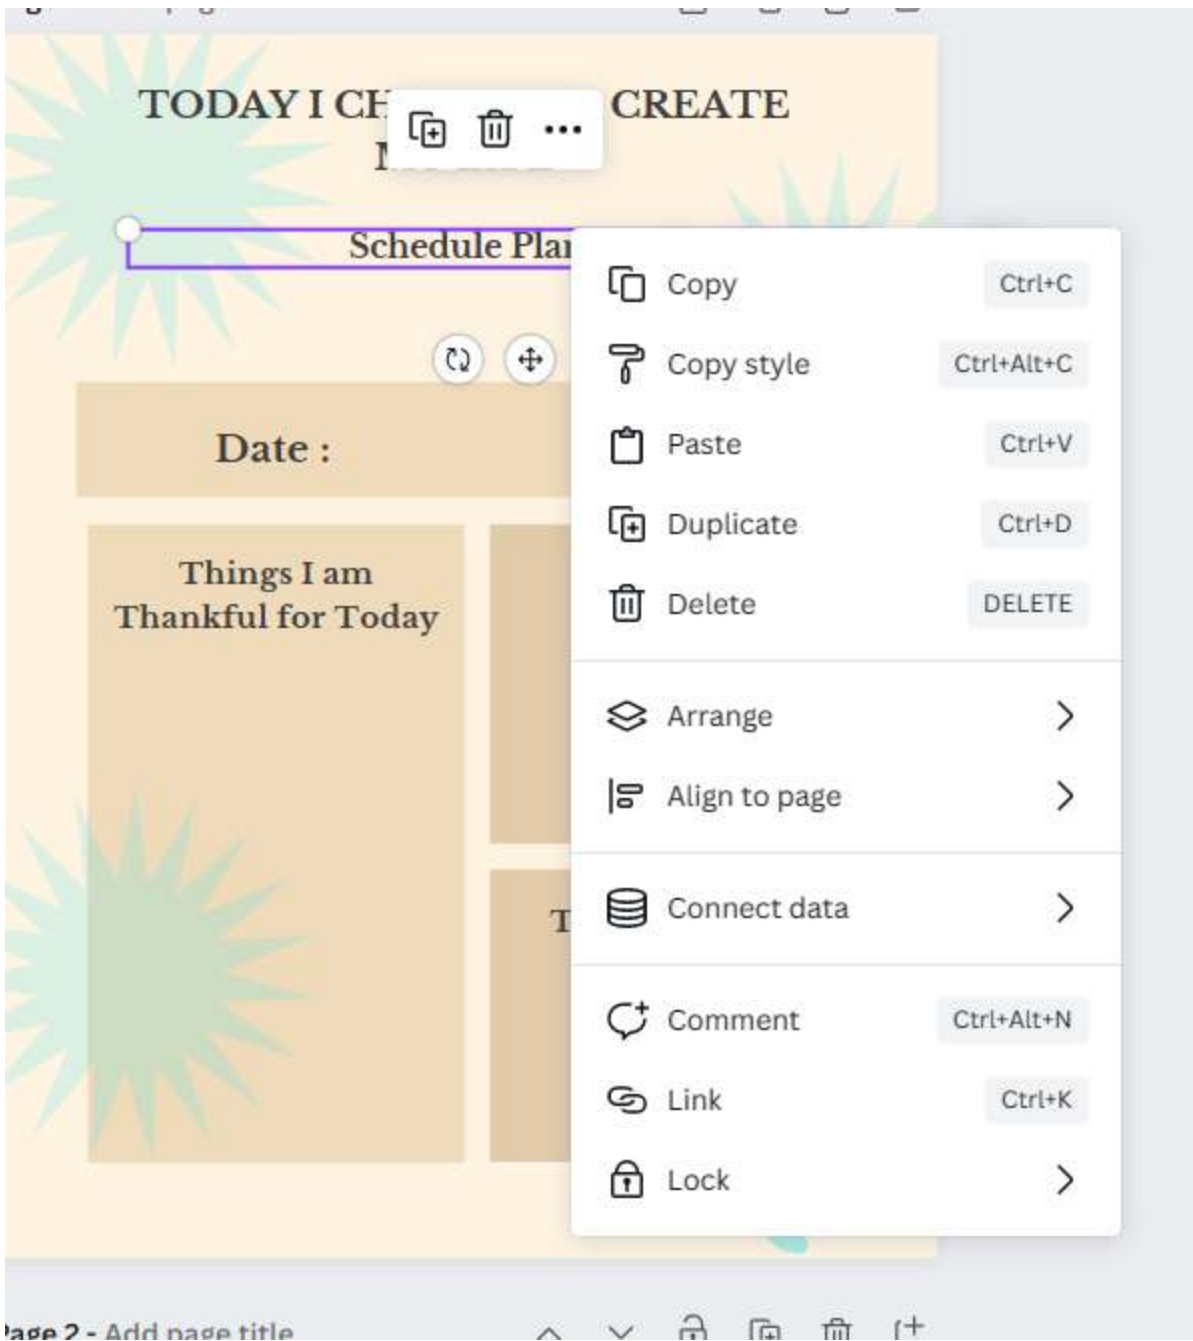 TODAY I CH CREATE
Schedule Plan
Date :
Things I am
Thankful for Today
T
Copy Ctrl+C
Copy style Ctrl+Alt+C
Paste Ctrl+V
Duplicate Ctrl+D
Delete DELETE
Arrange
Align to page
Connect data
Comment Ctrl+Alt+N
Link Ctrl+K
Lock
Page 2 - Add page title